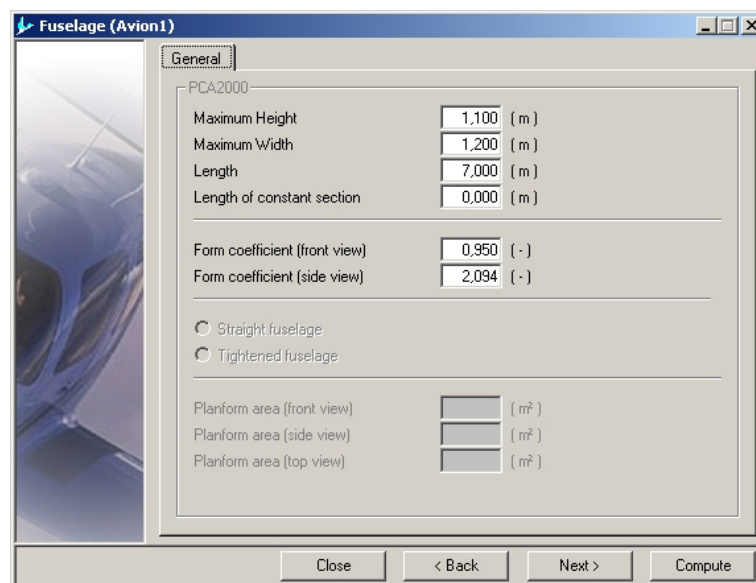 Fuselage (Avion1)
General
PCA2000
Maximum Height 1,100 ( m )
Maximum Width 1,200 ( m )
Length 7,000 ( m )
Length of constant section 0,000 ( m )
Form coefficient (front view) 0,950 ( - )
Form coefficient (side view) 2,094 ( - )
Straight fuselage
Tightened fuselage
Planform area (front view) ( m² )
Planform area (side view) ( m² )
Planform area (top view) ( m² )
Close < Back Next > Compute